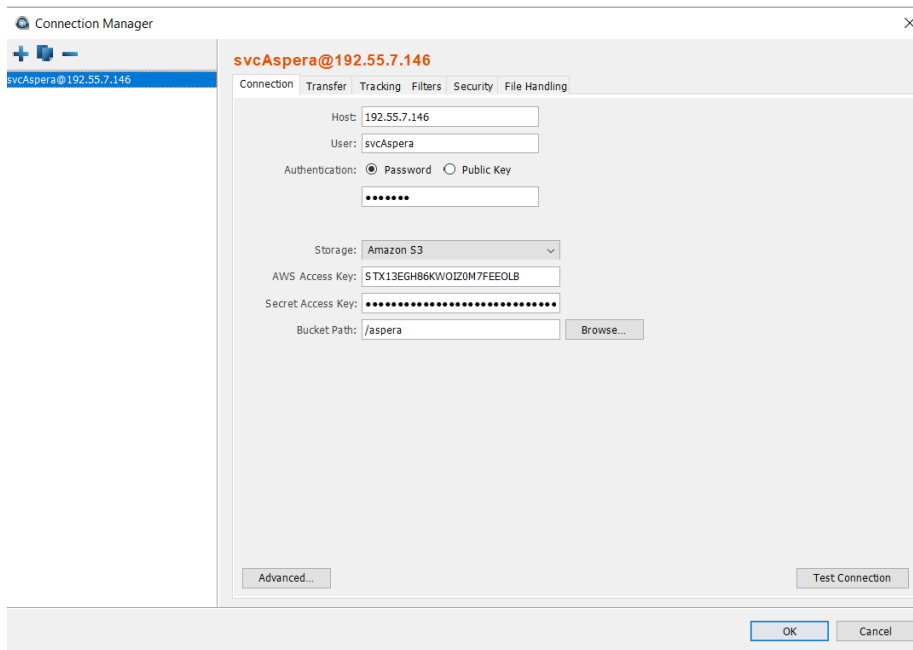 Connection Manager
svcAspera@192.55.7.146
svcAspera@192.55.7.146
Connection Transfer Tracking Filters Security File Handling
Host: 192.55.7.146
User: svcAspera
Authentication: Password Public Key
•••••••
Storage: Amazon S3
AWS Access Key: STX13EGH86KWOIZ0M7FEEOLB
Secret Access Key: ••••••••••••••••••••••••••••••
Bucket Path: /aspera Browse...
Advanced... Test Connection
OK Cancel